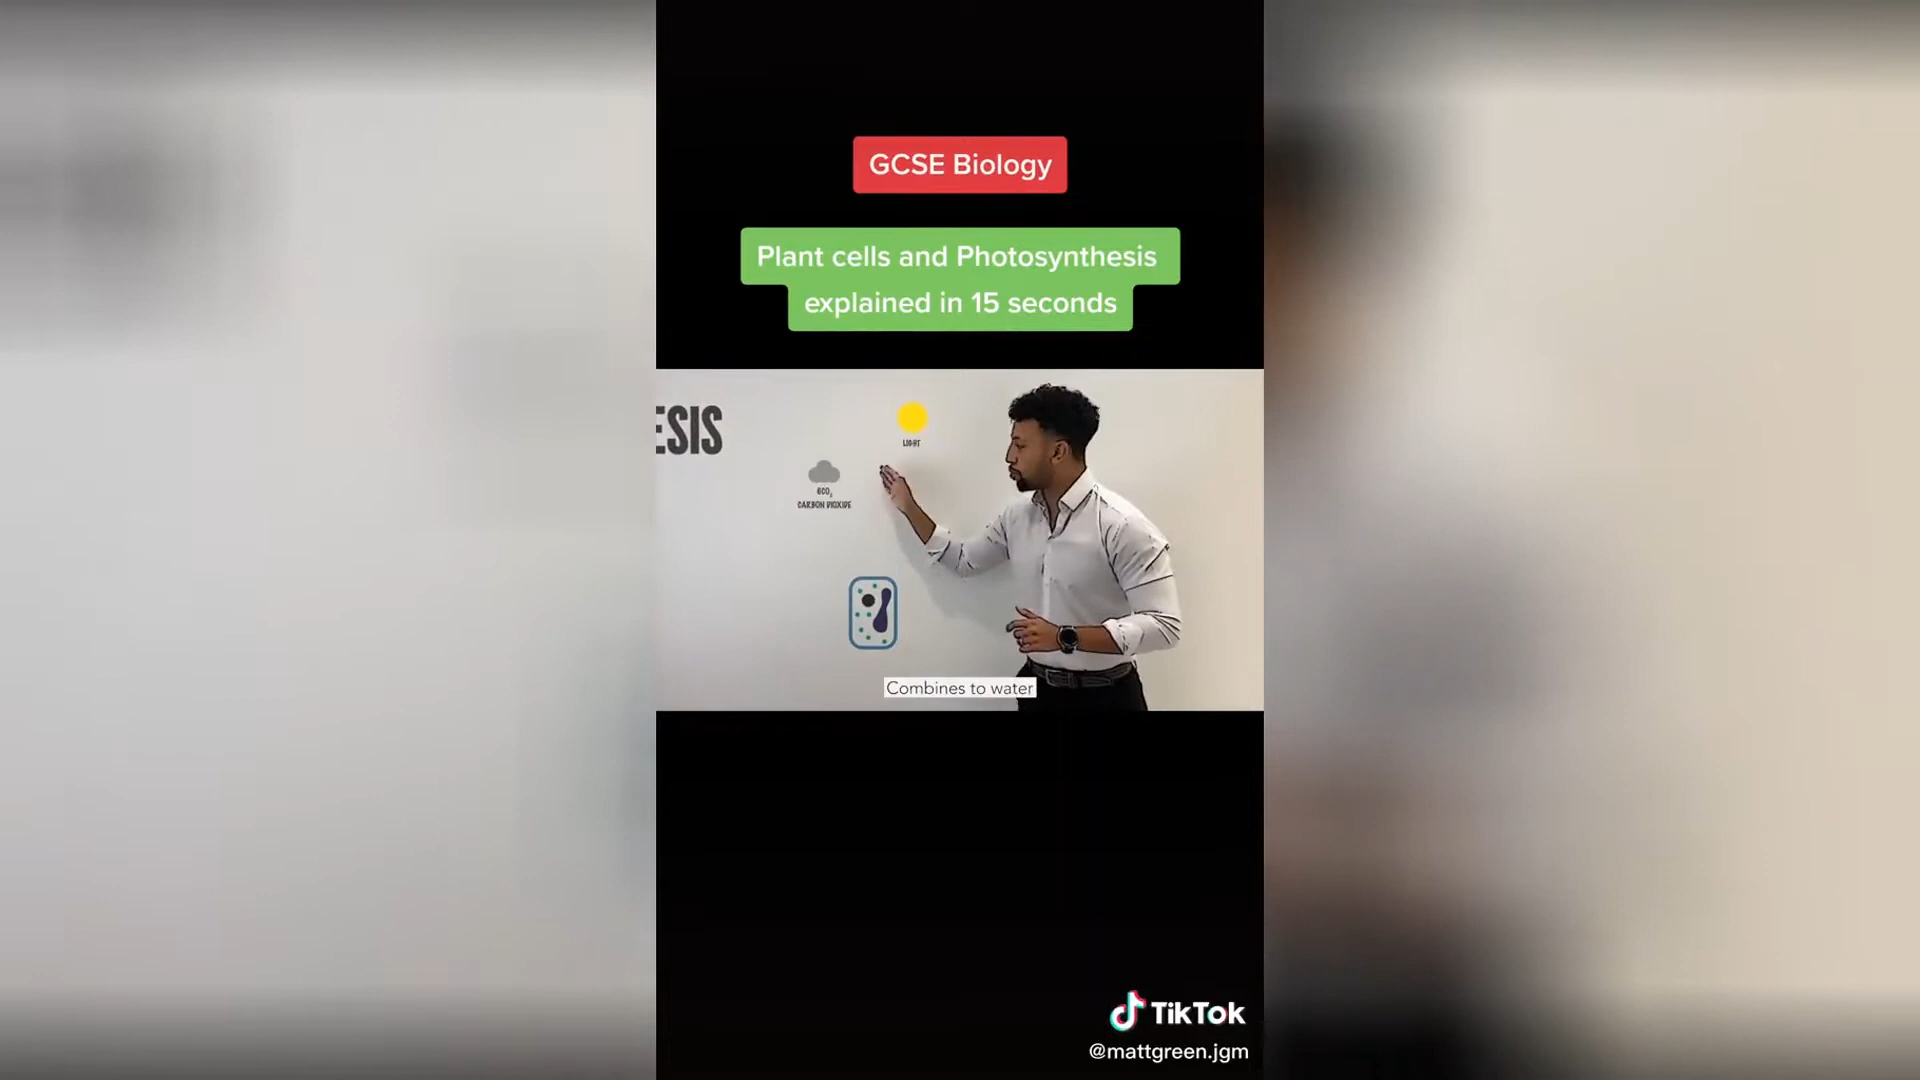 GCSE Biology
Plant cells and Photosynthesis
explained in 15 seconds
ESIS
LIGHT
6CO₂
CARBON DIOXIDE
Combines to water
TikTok
@mattgreen.jgm